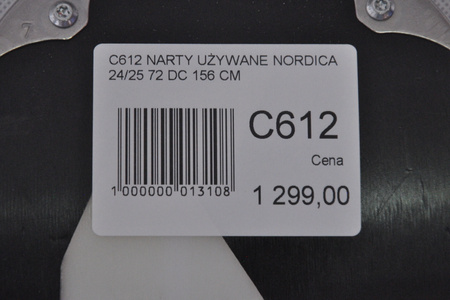 C612 NARTY UŻYWANE NORDICA
24/25 72 DC 156 CM
C612
Cena
1 000000 013108
1 299,00